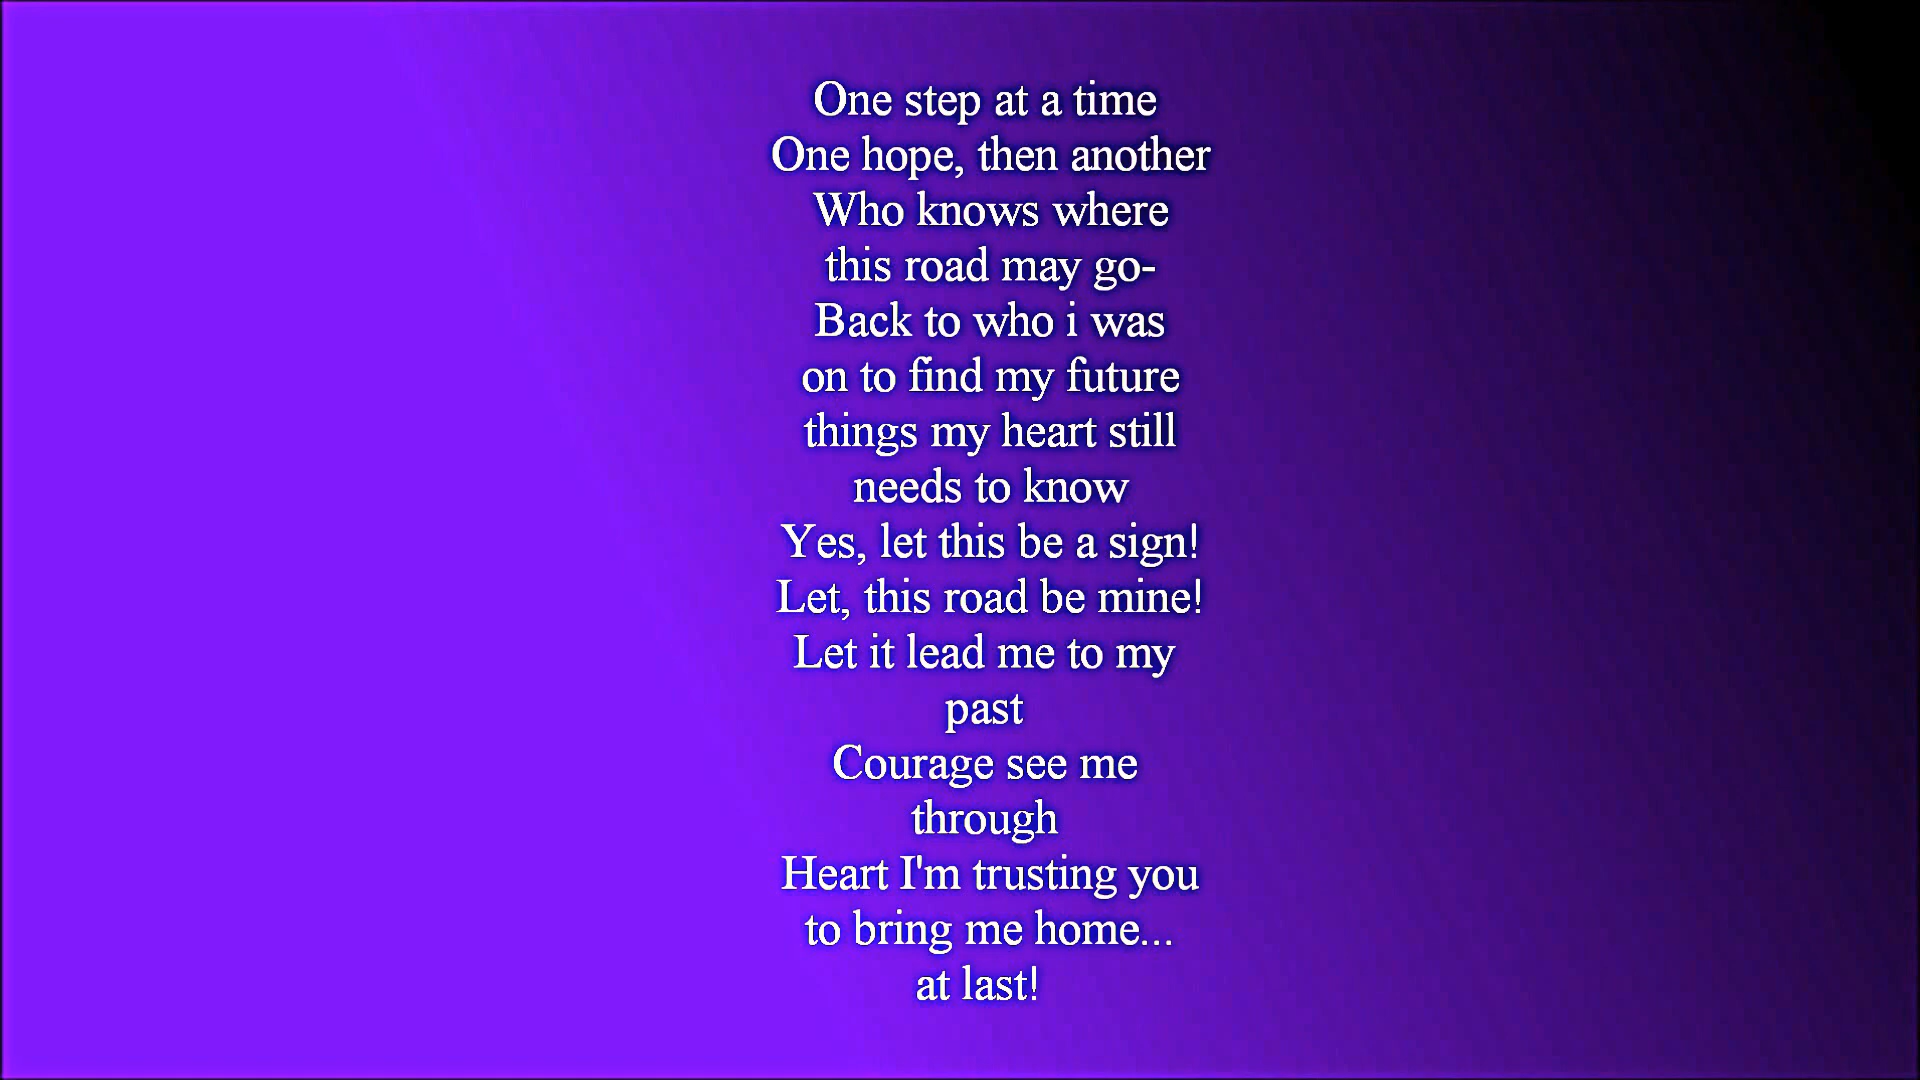 One step at a time
One hope, then another
Who knows where
this road may go-
Back to who i was
on to find my future
things my heart still
needs to know
Yes, let this be a sign!
Let, this road be mine!
Let it lead me to my
past
Courage see me
through
Heart I'm trusting you
to bring me home...
at last!